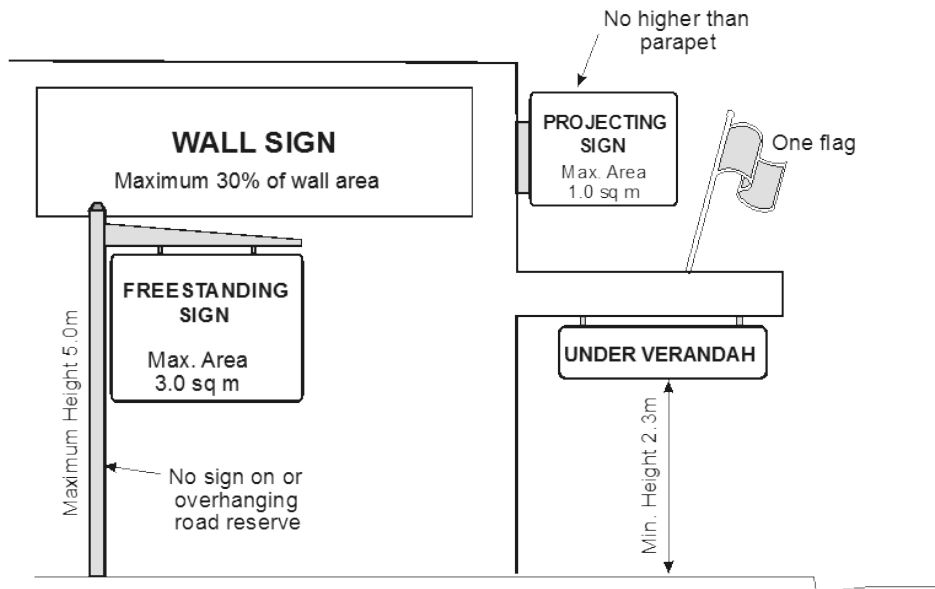 No higher than
parapet
WALL SIGN
Maximum 30% of wall area
PROJECTING
SIGN
Max. Area
1.0 sq m
One flag
FREESTANDING
SIGN
Max. Area
3.0 sq m
Maximum Height 5.0m
UNDER VERANDAH
Min. Height 2.3m
No sign on or
overhanging
road reserve